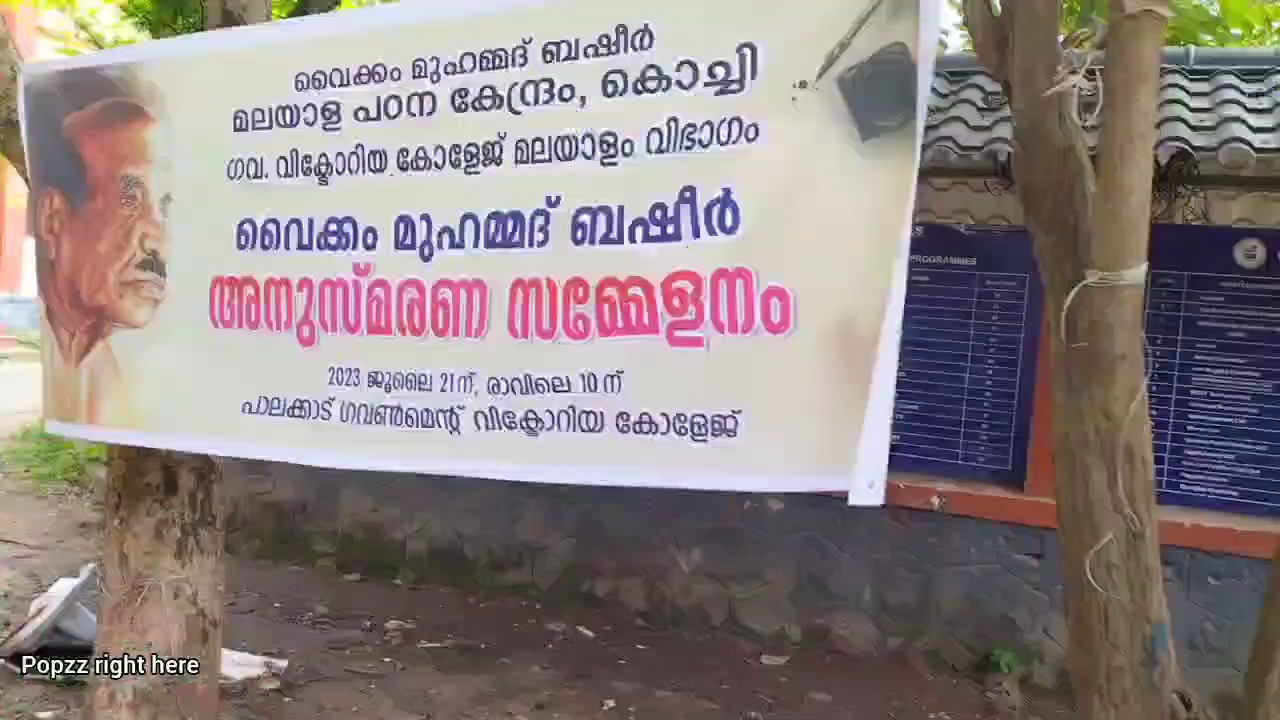 വൈക്കം മുഹമ്മദ് ബഷീർ
മലയാള പഠന കേന്ദ്രം, കൊച്ചി
ഗവ. വിക്ടോറിയ കോളേജ് മലയാളം വിഭാഗം
വൈക്കം മുഹമ്മദ് ബഷീർ
അനുസ്മരണ സമ്മേളനം
2023 ജൂലൈ 21ന്, രാവിലെ 10 ന്
പാലക്കാട് ഗവൺമെന്റ് വിക്ടോറിയ കോളേജ്
PROGRAMMES
Popzz right here